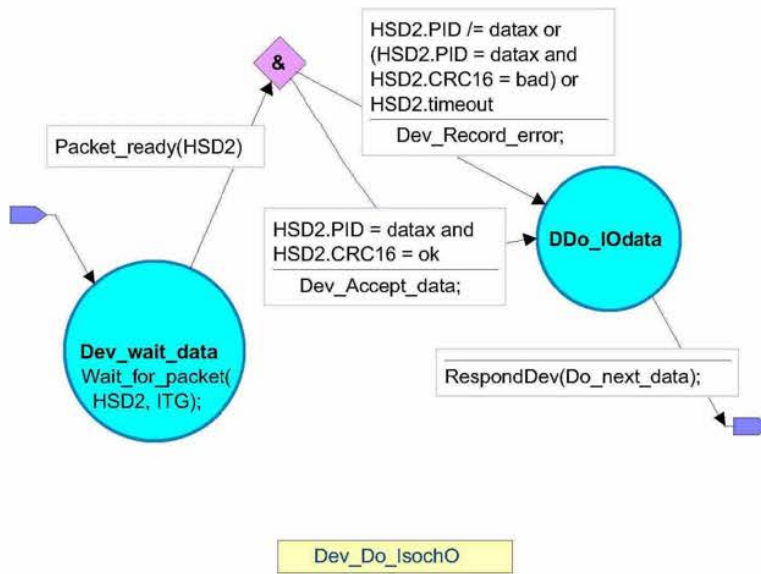 &
HSD2.PID /= datax or
(HSD2.PID = datax and
HSD2.CRC16 = bad) or
HSD2.timeout
Dev_Record_error;
Packet_ready(HSD2)
HSD2.PID = datax and
HSD2.CRC16 = ok
Dev_Accept_data;
DDo_IOdata
Dev_wait_data
Wait_for_packet(
HSD2, ITG);
RespondDev(Do_next_data);
Dev_Do_IsochO